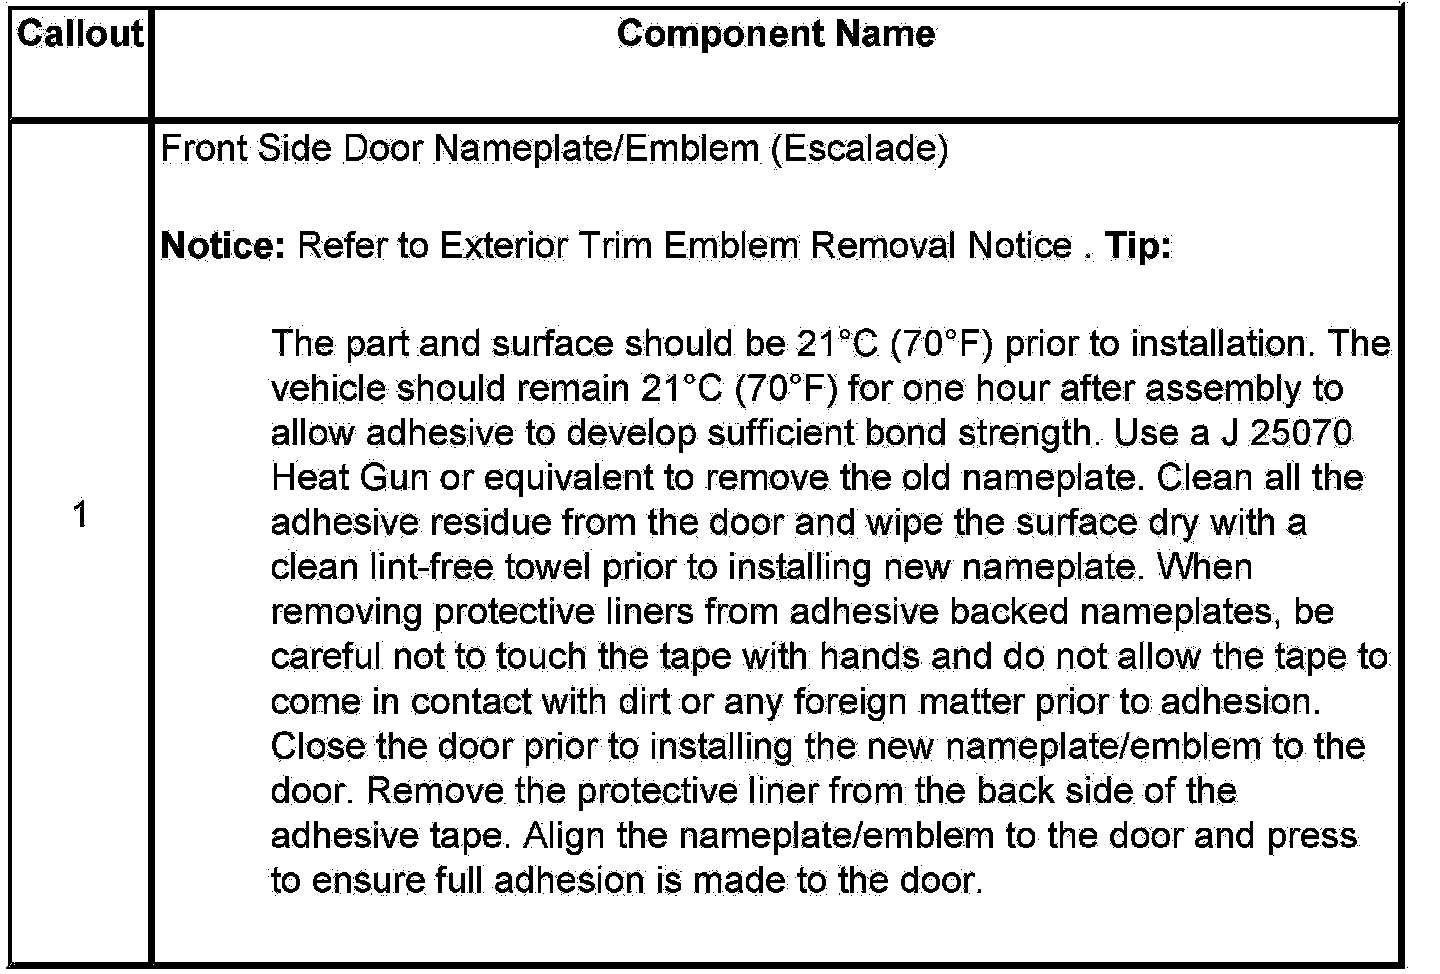 Callout
Component Name
Front Side Door Nameplate/Emblem (Escalade)
Notice: Refer to Exterior Trim Emblem Removal Notice . Tip:
1
The part and surface should be 21°C (70°F) prior to installation. The
vehicle should remain 21°C (70°F) for one hour after assembly to
allow adhesive to develop sufficient bond strength. Use a J 25070
Heat Gun or equivalent to remove the old nameplate. Clean all the
adhesive residue from the door and wipe the surface dry with a
clean lint-free towel prior to installing new nameplate. When
removing protective liners from adhesive backed nameplates, be
careful not to touch the tape with hands and do not allow the tape to
come in contact with dirt or any foreign matter prior to adhesion.
Close the door prior to installing the new nameplate/emblem to the
door. Remove the protective liner from the back side of the
adhesive tape. Align the nameplate/emblem to the door and press
to ensure full adhesion is made to the door.